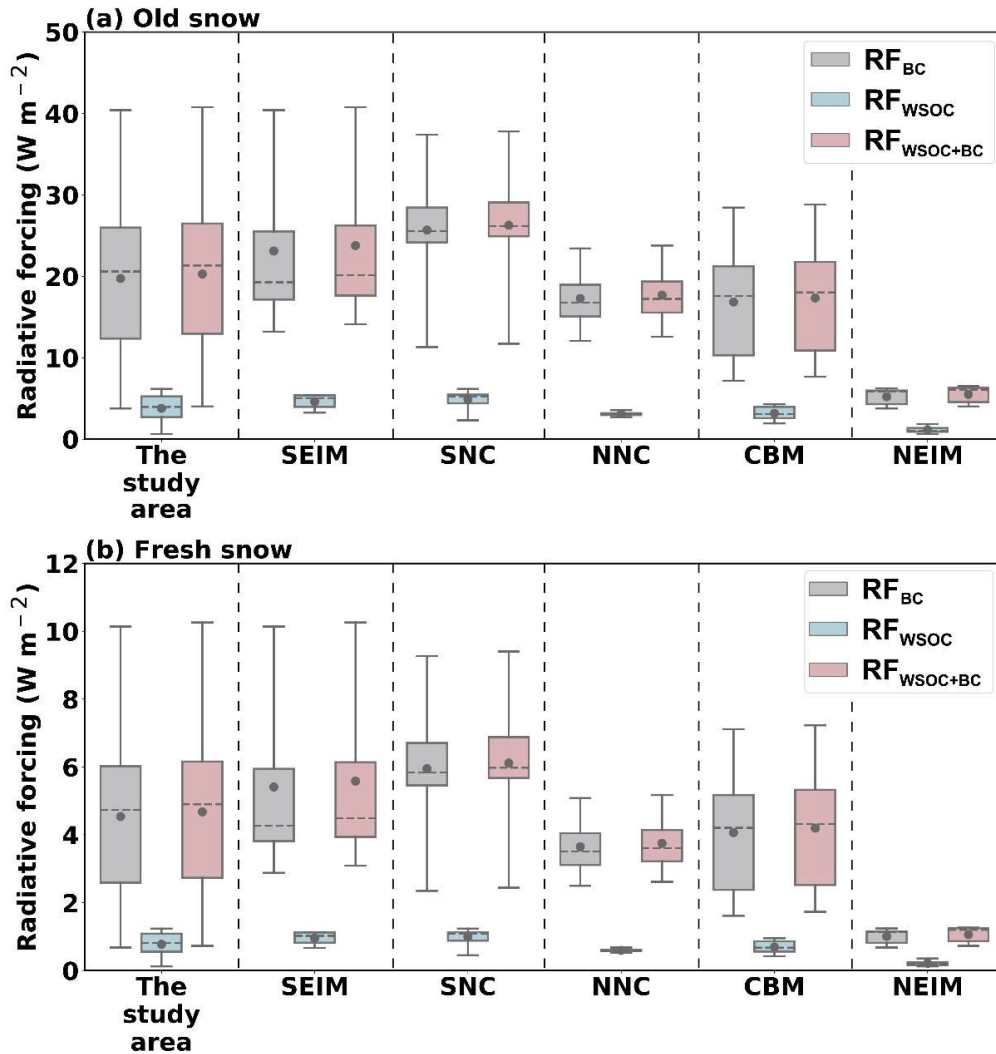 (a) Old snow
Radiative forcing (W m⁻²)
50
40
30
20
10
0
RF_BC
RF_WSOC
RF_WSOC+BC
The study area
SEIM
SNC
NNC
CBM
NEIM
(b) Fresh snow
Radiative forcing (W m⁻²)
12
10
8
6
4
2
0
RF_BC
RF_WSOC
RF_WSOC+BC
The study area
SEIM
SNC
NNC
CBM
NEIM